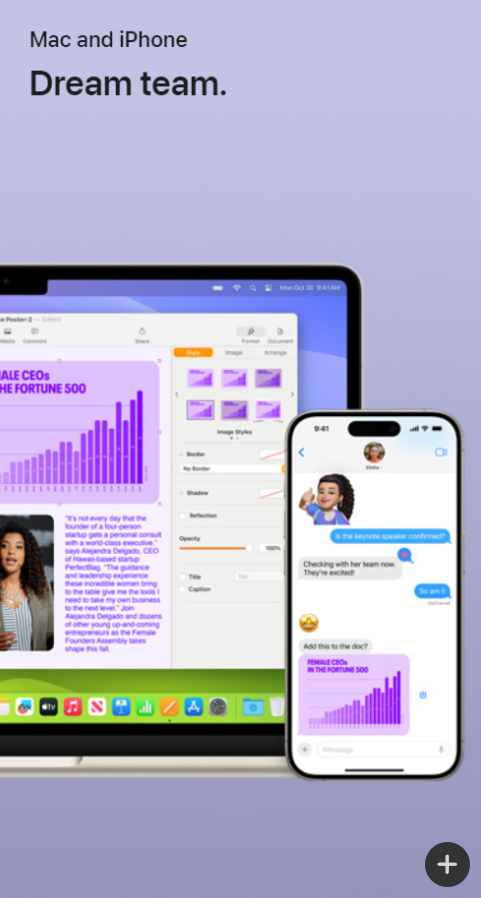 Mac and iPhone
Dream team.
Mon Oct 30 9:41 AM
e Poster-2 — Edited
Media
Comment
Share
Format
Document
Style
Image
Arrange
ALE CEOs
THE FORTUNE 500
Image Styles
Border
No Border
Shadow
Reflection
Opacity
100%
Title
Top
Caption
"It's not every day that the
founder of a four-person
startup gets a personal consult
with a world-class executive,"
says Alejandra Delgado, CEO
of Hawaii-based startup
PerfectBag. "The guidance
and leadership experience
these incredible women bring
to the table give me the tools I
need to take my own business
to the next level." Join
Alejandra Delgado and dozens
of other young up-and-coming
entrepreneurs as the Female
Founders Assembly takes
shape this fall.
tv
9:41
Elisha
Is the keynote speaker confirmed?
Checking with her team now.
They're excited!
So am I!
Delivered
Add this to the doc?
FEMALE CEOs
IN THE FORTUNE 500
iMessage